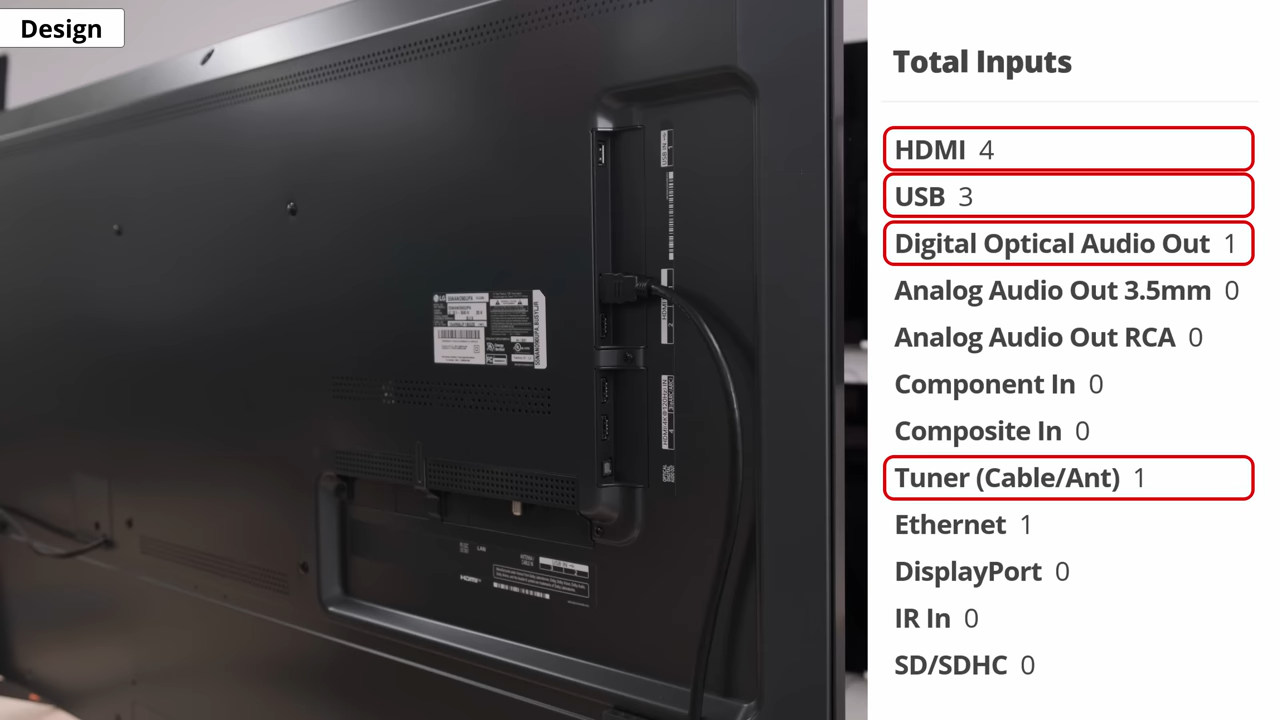 Design
Total Inputs
HDMI 4
USB 3
Digital Optical Audio Out 1
Analog Audio Out 3.5mm 0
Analog Audio Out RCA 0
Component In 0
Composite In 0
Tuner (Cable/Ant) 1
Ethernet 1
DisplayPort 0
IR In 0
SD/SDHC 0
LG
LAN
HDMI